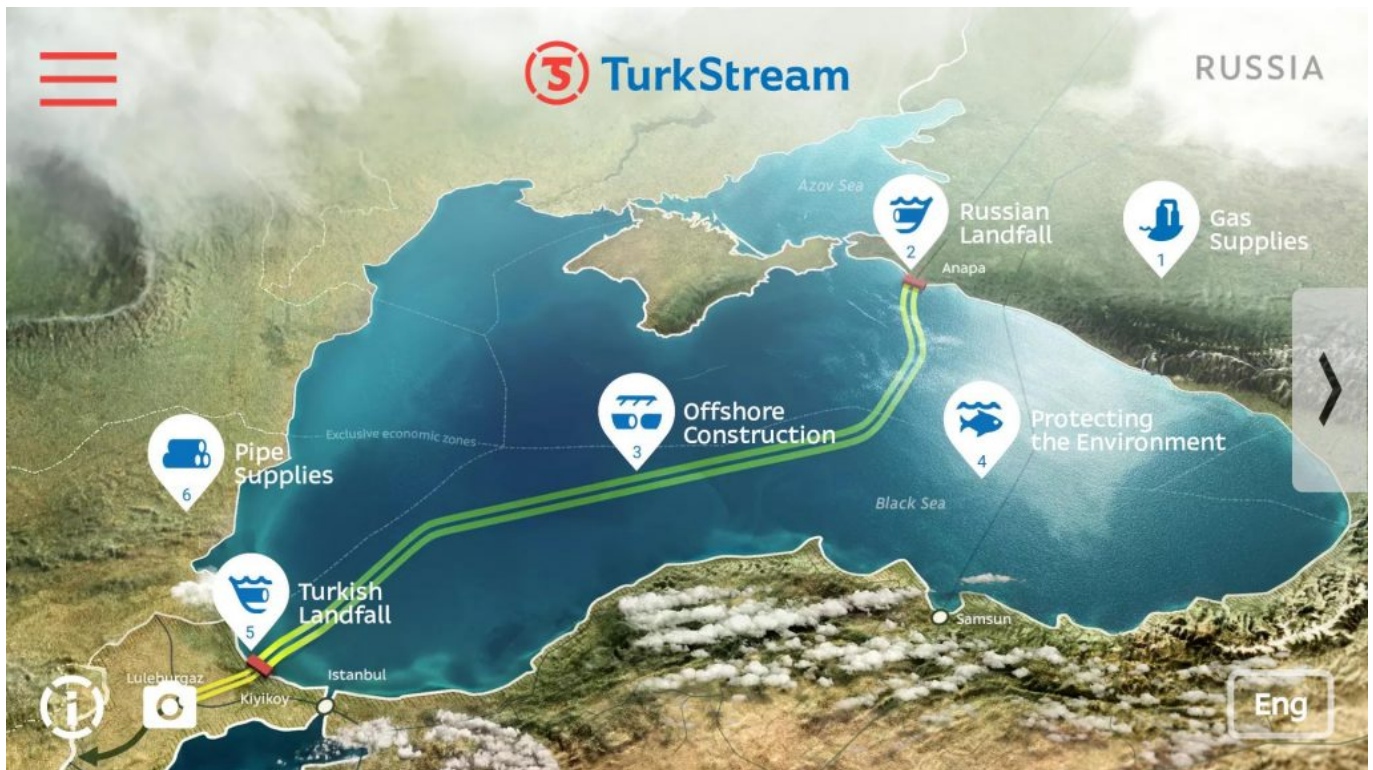 TurkStream
RUSSIA
Azov Sea
2
Russian
Landfall
1
Gas
Supplies
Anapa
3
Offshore
Construction
4
Protecting
the Environment
Exclusive economic zones
6
Pipe
Supplies
Black Sea
5
Turkish
Landfall
Samsun
Luleburgaz
Istanbul
Kiyikoy
Eng